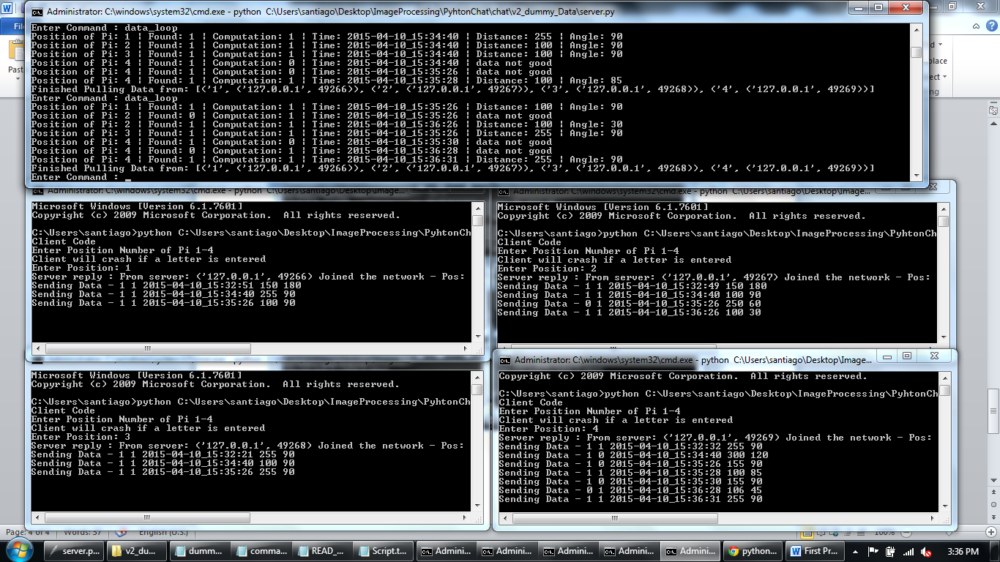 Administrator: C:\windows\system32\cmd.exe - python  C:\Users\santiago\Desktop\ImageProcessing\PyhtonChat\chat\v2_dummy_Data\server.py
Enter Command : data_loop
Position of Pi: 1 ¦ Found: 1 ¦ Computation: 1 ¦ Time: 2015-04-10_15:34:40 ¦ Distance: 255 ¦ Angle: 90
Position of Pi: 2 ¦ Found: 1 ¦ Computation: 1 ¦ Time: 2015-04-10_15:34:40 ¦ Distance: 100 ¦ Angle: 90
Position of Pi: 3 ¦ Found: 1 ¦ Computation: 1 ¦ Time: 2015-04-10_15:34:40 ¦ Distance: 100 ¦ Angle: 90
Position of Pi: 4 ¦ Found: 1 ¦ Computation: 0 ¦ Time: 2015-04-10_15:34:40 ¦ data not good
Position of Pi: 4 ¦ Found: 1 ¦ Computation: 0 ¦ Time: 2015-04-10_15:35:26 ¦ data not good
Position of Pi: 4 ¦ Found: 1 ¦ Computation: 1 ¦ Time: 2015-04-10_15:35:28 ¦ Distance: 100 ¦ Angle: 85
Finished Pulling Data from: [('1', ('127.0.0.1', 49266)), ('2', ('127.0.0.1', 49267)), ('3', ('127.0.0.1', 49268)), ('4', ('127.0.0.1', 49269))]
Enter Command : data_loop
Position of Pi: 1 ¦ Found: 1 ¦ Computation: 1 ¦ Time: 2015-04-10_15:35:26 ¦ Distance: 100 ¦ Angle: 90
Position of Pi: 2 ¦ Found: 0 ¦ Computation: 1 ¦ Time: 2015-04-10_15:35:26 ¦ data not good
Position of Pi: 2 ¦ Found: 1 ¦ Computation: 1 ¦ Time: 2015-04-10_15:36:26 ¦ Distance: 100 ¦ Angle: 30
Position of Pi: 3 ¦ Found: 1 ¦ Computation: 1 ¦ Time: 2015-04-10_15:35:26 ¦ Distance: 255 ¦ Angle: 90
Position of Pi: 4 ¦ Found: 1 ¦ Computation: 0 ¦ Time: 2015-04-10_15:35:30 ¦ data not good
Position of Pi: 4 ¦ Found: 0 ¦ Computation: 1 ¦ Time: 2015-04-10_15:36:28 ¦ data not good
Position of Pi: 4 ¦ Found: 1 ¦ Computation: 1 ¦ Time: 2015-04-10_15:36:31 ¦ Distance: 255 ¦ Angle: 90
Finished Pulling Data from: [('1', ('127.0.0.1', 49266)), ('2', ('127.0.0.1', 49267)), ('3', ('127.0.0.1', 49268)), ('4', ('127.0.0.1', 49269))]
Enter Command : _
Administrator: C:\windows\system32\cmd.exe - python  C:\Users\santiago\Desktop\Image...
Microsoft Windows [Version 6.1.7601]
Copyright (c) 2009 Microsoft Corporation.  All rights reserved.
C:\Users\santiago>python C:\Users\santiago\Desktop\ImageProcessing\PyhtonCh
Client Code
Enter Position Number of Pi 1-4
Client will crash if a letter is entered
Enter Position: 1
Server reply : From server: ('127.0.0.1', 49266) Joined the network - Pos:
Sending Data - 1 1 2015-04-10_15:32:51 150 180
Sending Data - 1 1 2015-04-10_15:34:40 255 90
Sending Data - 1 1 2015-04-10_15:35:26 100 90
Administrator: C:\windows\system32\cmd.exe - python  C:\Users\santiago\Desktop\Image...
Microsoft Windows [Version 6.1.7601]
Copyright (c) 2009 Microsoft Corporation.  All rights reserved.
C:\Users\santiago>python C:\Users\santiago\Desktop\ImageProcessing\PyhtonCh
Client Code
Enter Position Number of Pi 1-4
Client will crash if a letter is entered
Enter Position: 2
Server reply : From server: ('127.0.0.1', 49267) Joined the network - Pos:
Sending Data - 1 1 2015-04-10_15:32:49 150 180
Sending Data - 1 1 2015-04-10_15:34:40 100 90
Sending Data - 0 1 2015-04-10_15:35:26 250 60
Sending Data - 1 1 2015-04-10_15:36:26 100 30
Microsoft Windows [Version 6.1.7601]
Copyright (c) 2009 Microsoft Corporation.  All rights reserved.
C:\Users\santiago>python C:\Users\santiago\Desktop\ImageProcessing\PyhtonCh
Client Code
Enter Position Number of Pi 1-4
Client will crash if a letter is entered
Enter Position: 3
Server reply : From server: ('127.0.0.1', 49268) Joined the network - Pos:
Sending Data - 1 1 2015-04-10_15:32:21 255 90
Sending Data - 1 1 2015-04-10_15:34:40 100 90
Sending Data - 1 1 2015-04-10_15:35:26 255 90
Administrator: C:\windows\system32\cmd.exe - python  C:\Users\santiago\Desktop\Image...
Copyright (c) 2009 Microsoft Corporation.  All rights reserved.
C:\Users\santiago>python C:\Users\santiago\Desktop\ImageProcessing\PyhtonCh
Client Code
Enter Position Number of Pi 1-4
Client will crash if a letter is entered
Enter Position: 4
Server reply : From server: ('127.0.0.1', 49269) Joined the network - Pos:
Sending Data - 1 1 2015-04-10_15:32:32 255 90
Sending Data - 1 0 2015-04-10_15:34:40 300 120
Sending Data - 1 0 2015-04-10_15:35:26 155 90
Sending Data - 1 1 2015-04-10_15:35:28 100 85
Sending Data - 1 0 2015-04-10_15:35:30 155 90
Sending Data - 0 1 2015-04-10_15:36:28 106 45
Sending Data - 1 1 2015-04-10_15:36:31 255 90
Page: 4 of 4 Words: 37 English (U.S.) 100%
server.p... v2_du... dumm... comma... READ_... Script.t... Admini... Admini... Admini... Admini... Admini... python... First Pr... 3:36 PM